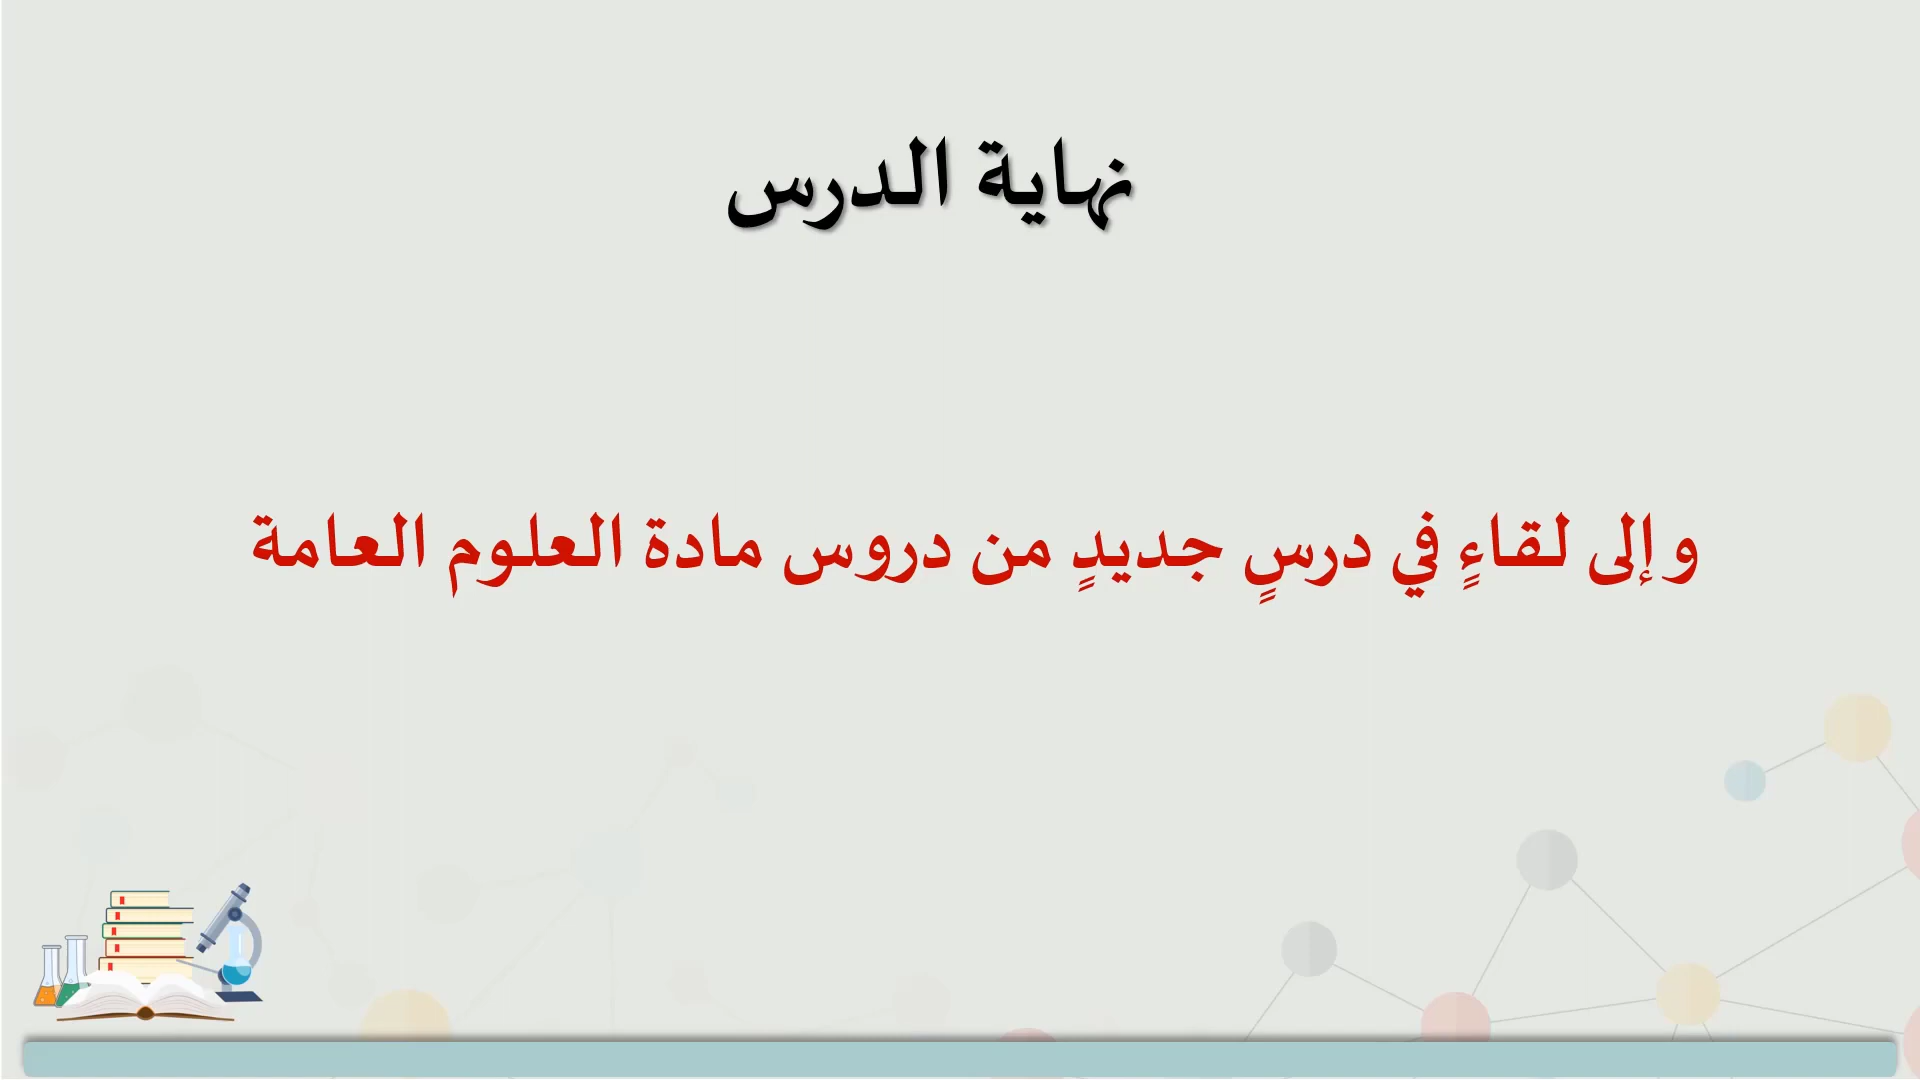 نهاية الدرس
وإلى لقاءٍ في درسٍ جديدٍ من دروس مادة العلوم العامة